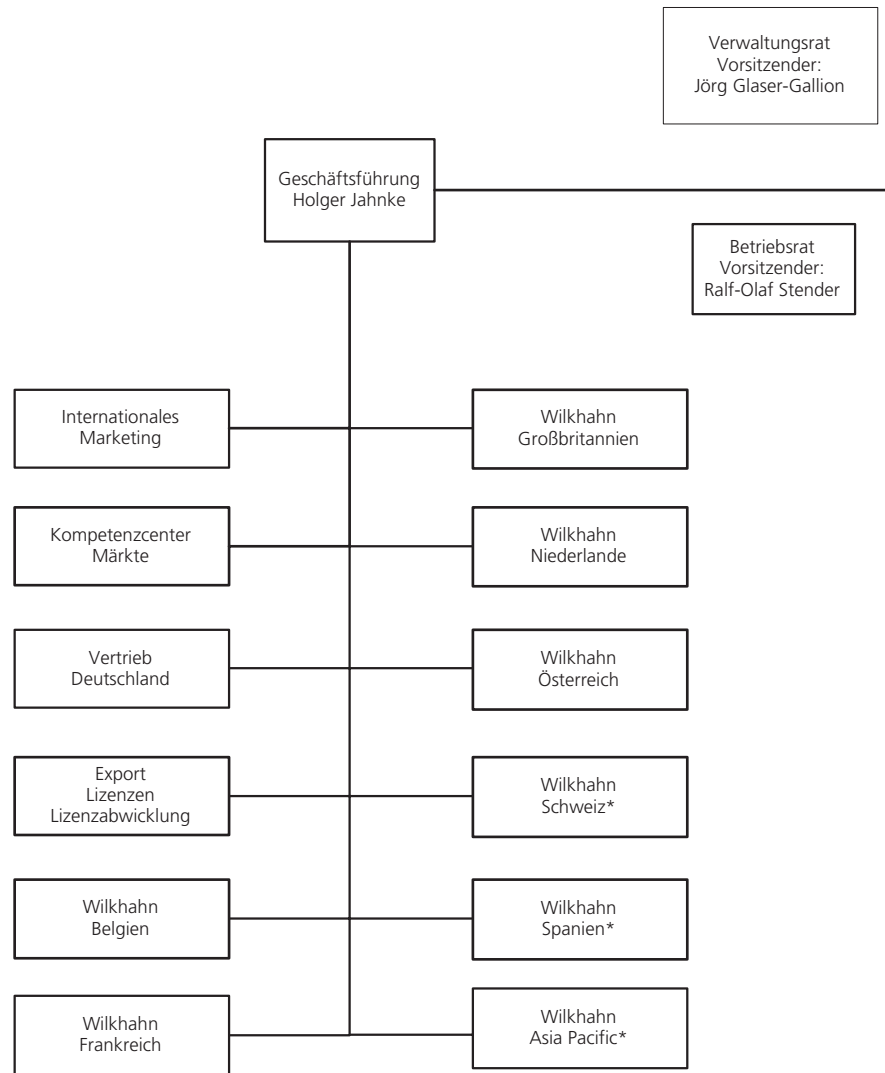 Verwaltungsrat
Vorsitzender:
Jörg Glaser-Gallion
Geschäftsführung
Holger Jahnke
Betriebsrat
Vorsitzender:
Ralf-Olaf Stender
Internationales
Marketing
Wilkhahn
Großbritannien
Kompetenzcenter
Märkte
Wilkhahn
Niederlande
Vertrieb
Deutschland
Wilkhahn
Österreich
Export
Lizenzen
Lizenzabwicklung
Wilkhahn
Schweiz*
Wilkhahn
Belgien
Wilkhahn
Spanien*
Wilkhahn
Frankreich
Wilkhahn
Asia Pacific*